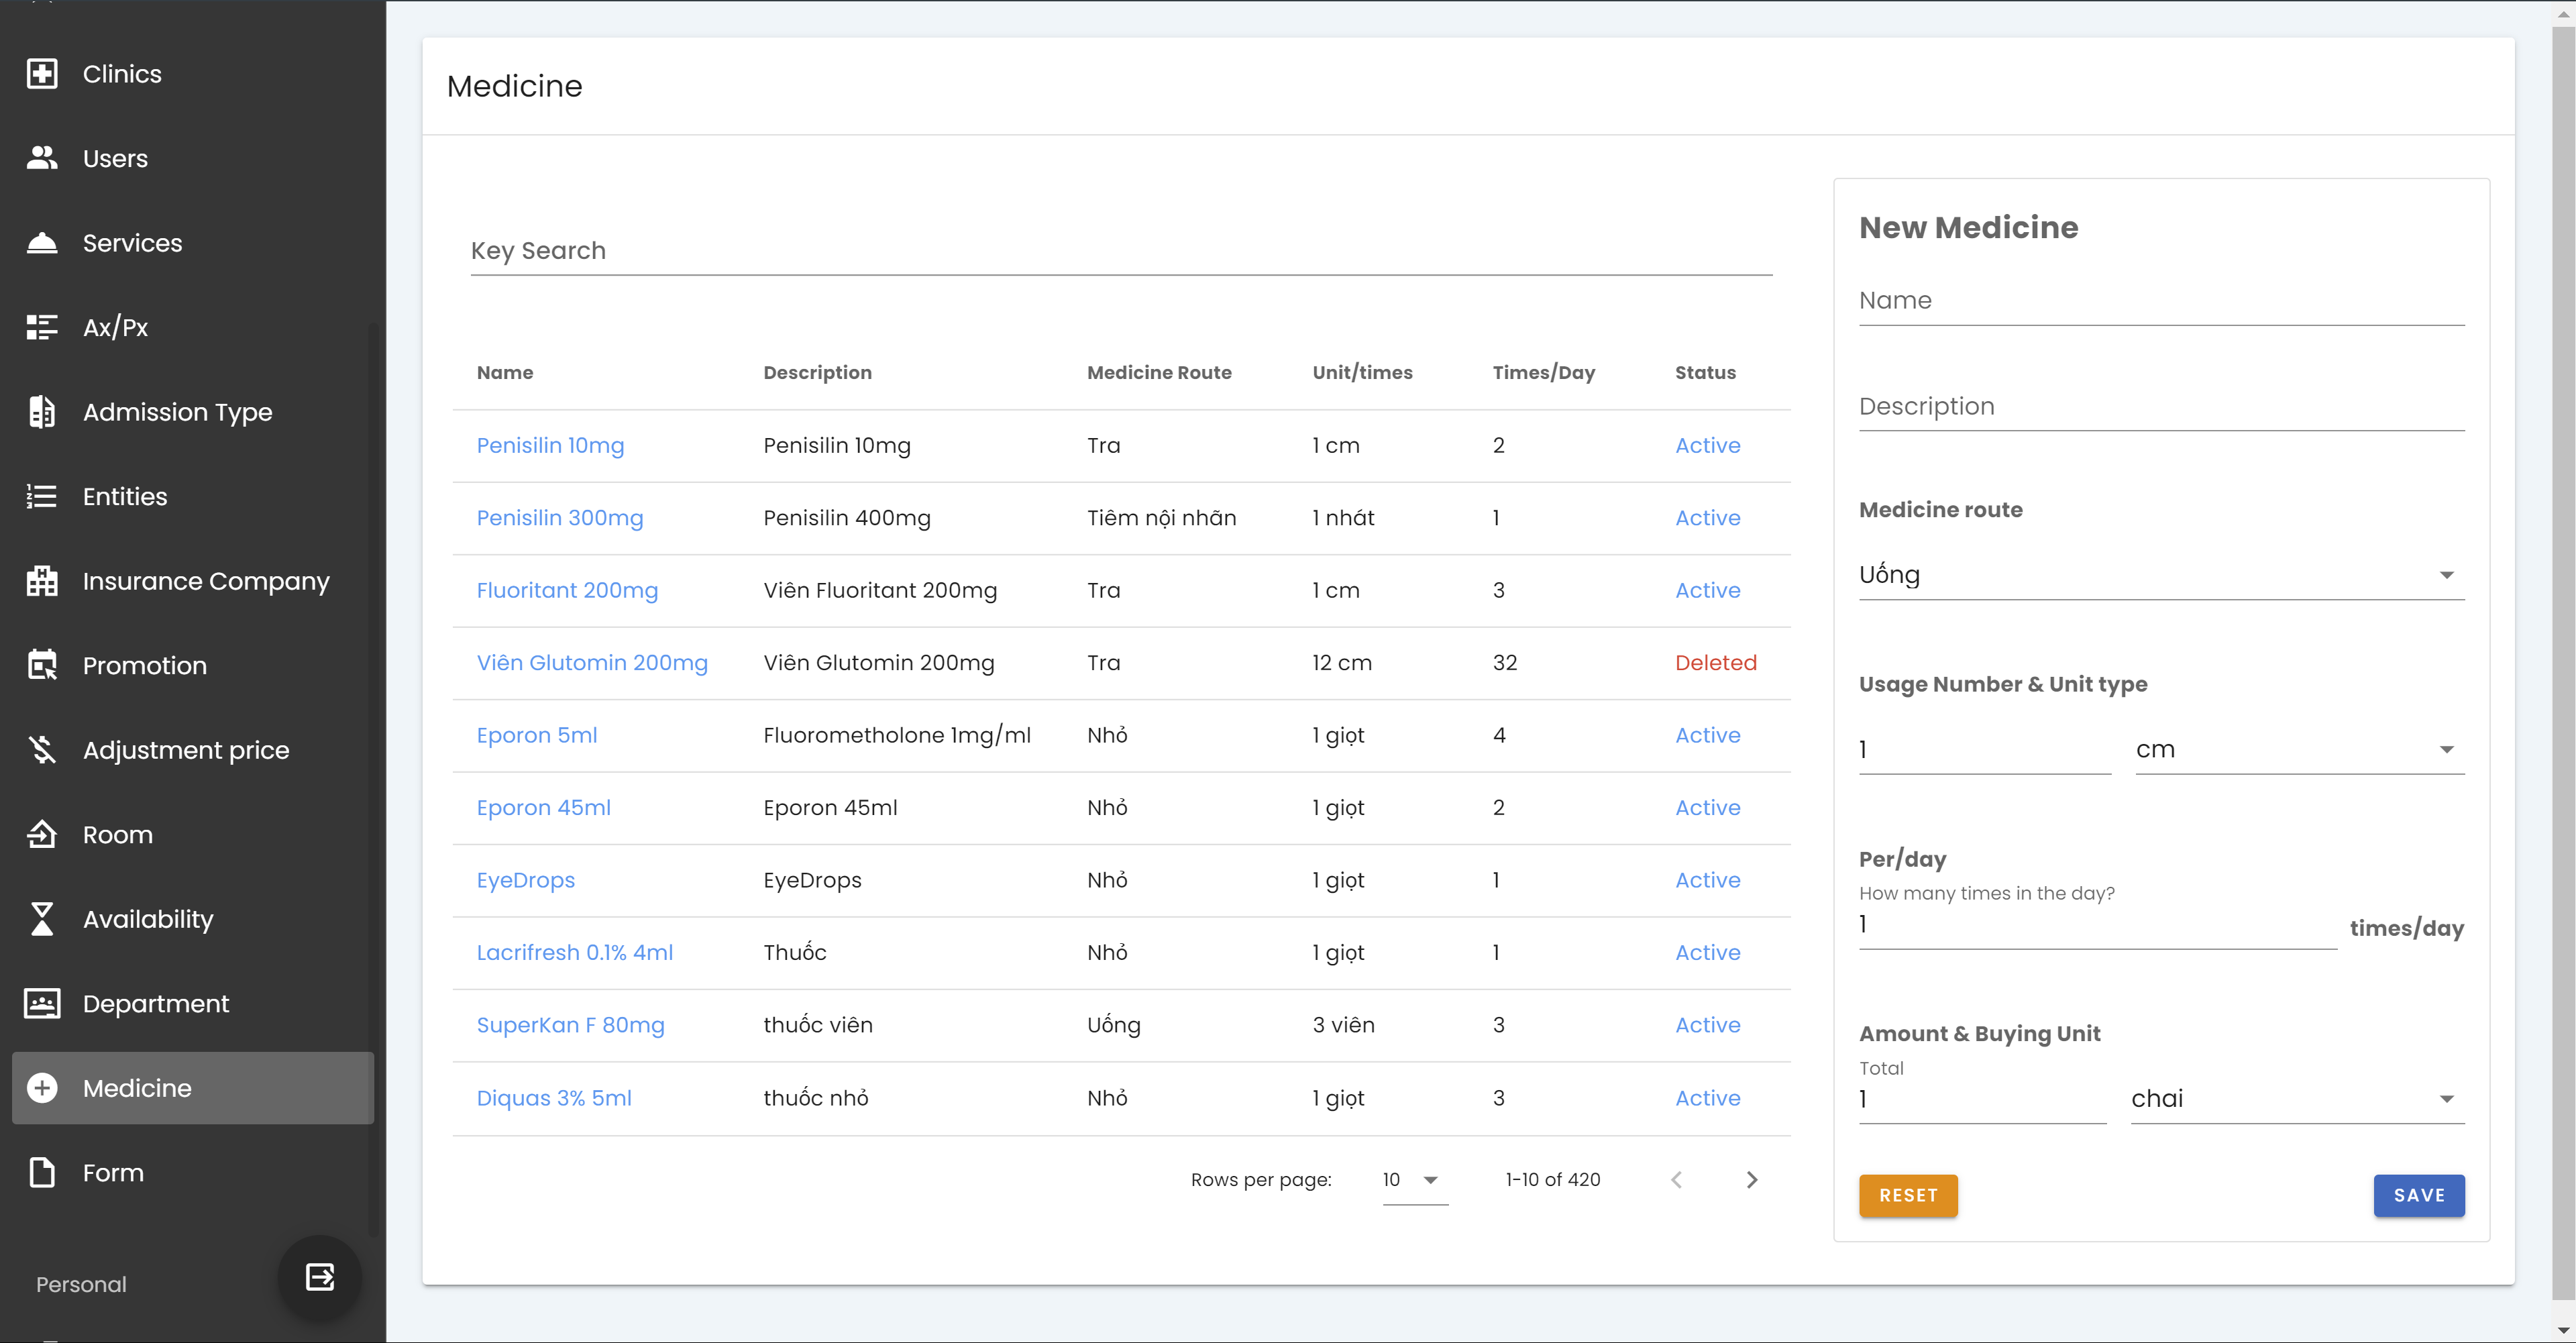 Clinics
Users
Services
Ax/Px
Admission Type
Entities
Insurance Company
Promotion
Adjustment price
Room
Availability
Department
Medicine
Form
Personal
Medicine
Key Search
Name Description Medicine Route Unit/times Times/Day Status
Penisilin 10mg Penisilin 10mg Tra 1 cm 2 Active
Penisilin 300mg Penisilin 400mg Tiêm nội nhãn 1 nhát 1 Active
Fluoritant 200mg Viên Fluoritant 200mg Tra 1 cm 3 Active
Viên Glutomin 200mg Viên Glutomin 200mg Tra 12 cm 32 Deleted
Eporon 5ml Fluorometholone 1mg/ml Nhỏ 1 giọt 4 Active
Eporon 45ml Eporon 45ml Nhỏ 1 giọt 2 Active
EyeDrops EyeDrops Nhỏ 1 giọt 1 Active
Lacrifresh 0.1% 4ml Thuốc Nhỏ 1 giọt 1 Active
SuperKan F 80mg thuốc viên Uống 3 viên 3 Active
Diquas 3% 5ml thuốc nhỏ Nhỏ 1 giọt 3 Active
Rows per page: 10 1-10 of 420
New Medicine
Name
Description
Medicine route
Uống
Usage Number & Unit type
1 cm
Per/day
How many times in the day?
1 times/day
Amount & Buying Unit
Total
1 chai
RESET SAVE